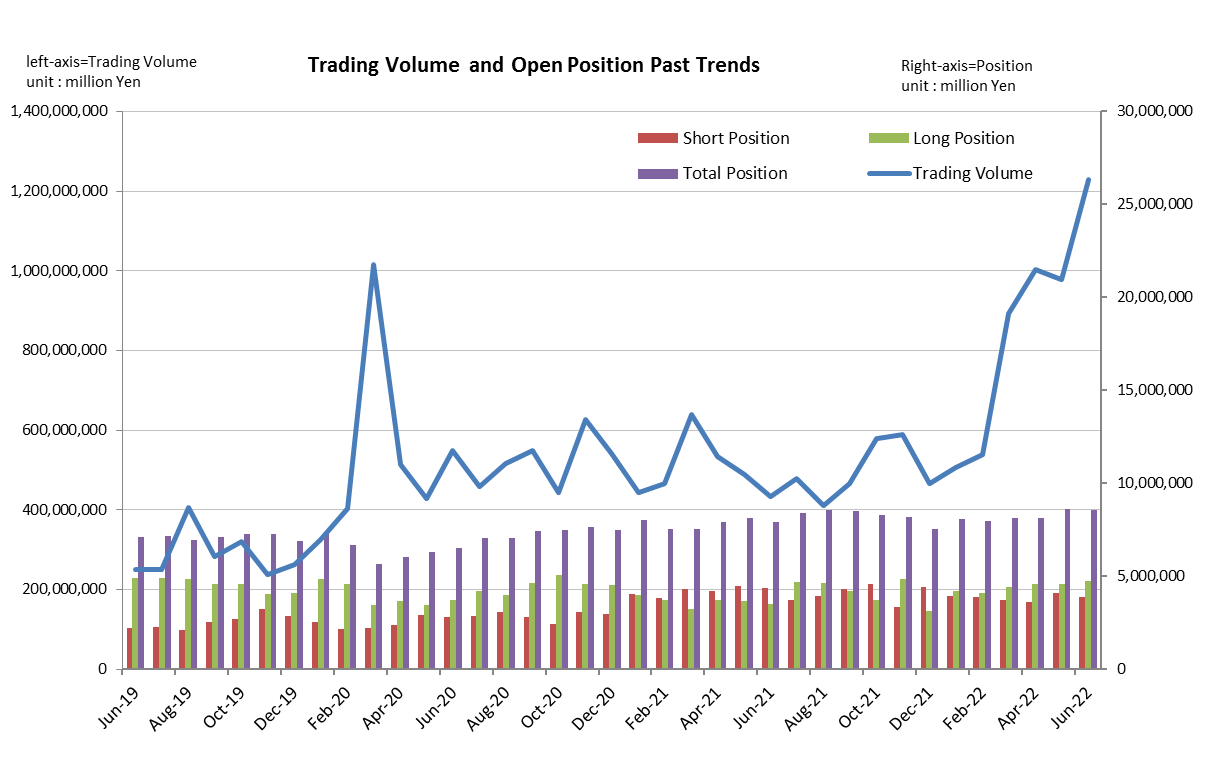 left-axis=Trading Volume
unit : million Yen
Trading Volume and Open Position Past Trends
Right-axis=Position
unit : million Yen
1,400,000,000
1,200,000,000
1,000,000,000
800,000,000
600,000,000
400,000,000
200,000,000
0
30,000,000
25,000,000
20,000,000
15,000,000
10,000,000
5,000,000
0
Short Position
Long Position
Total Position
Trading Volume
Jun-19
Aug-19
Oct-19
Dec-19
Feb-20
Apr-20
Jun-20
Aug-20
Oct-20
Dec-20
Feb-21
Apr-21
Jun-21
Aug-21
Oct-21
Dec-21
Feb-22
Apr-22
Jun-22